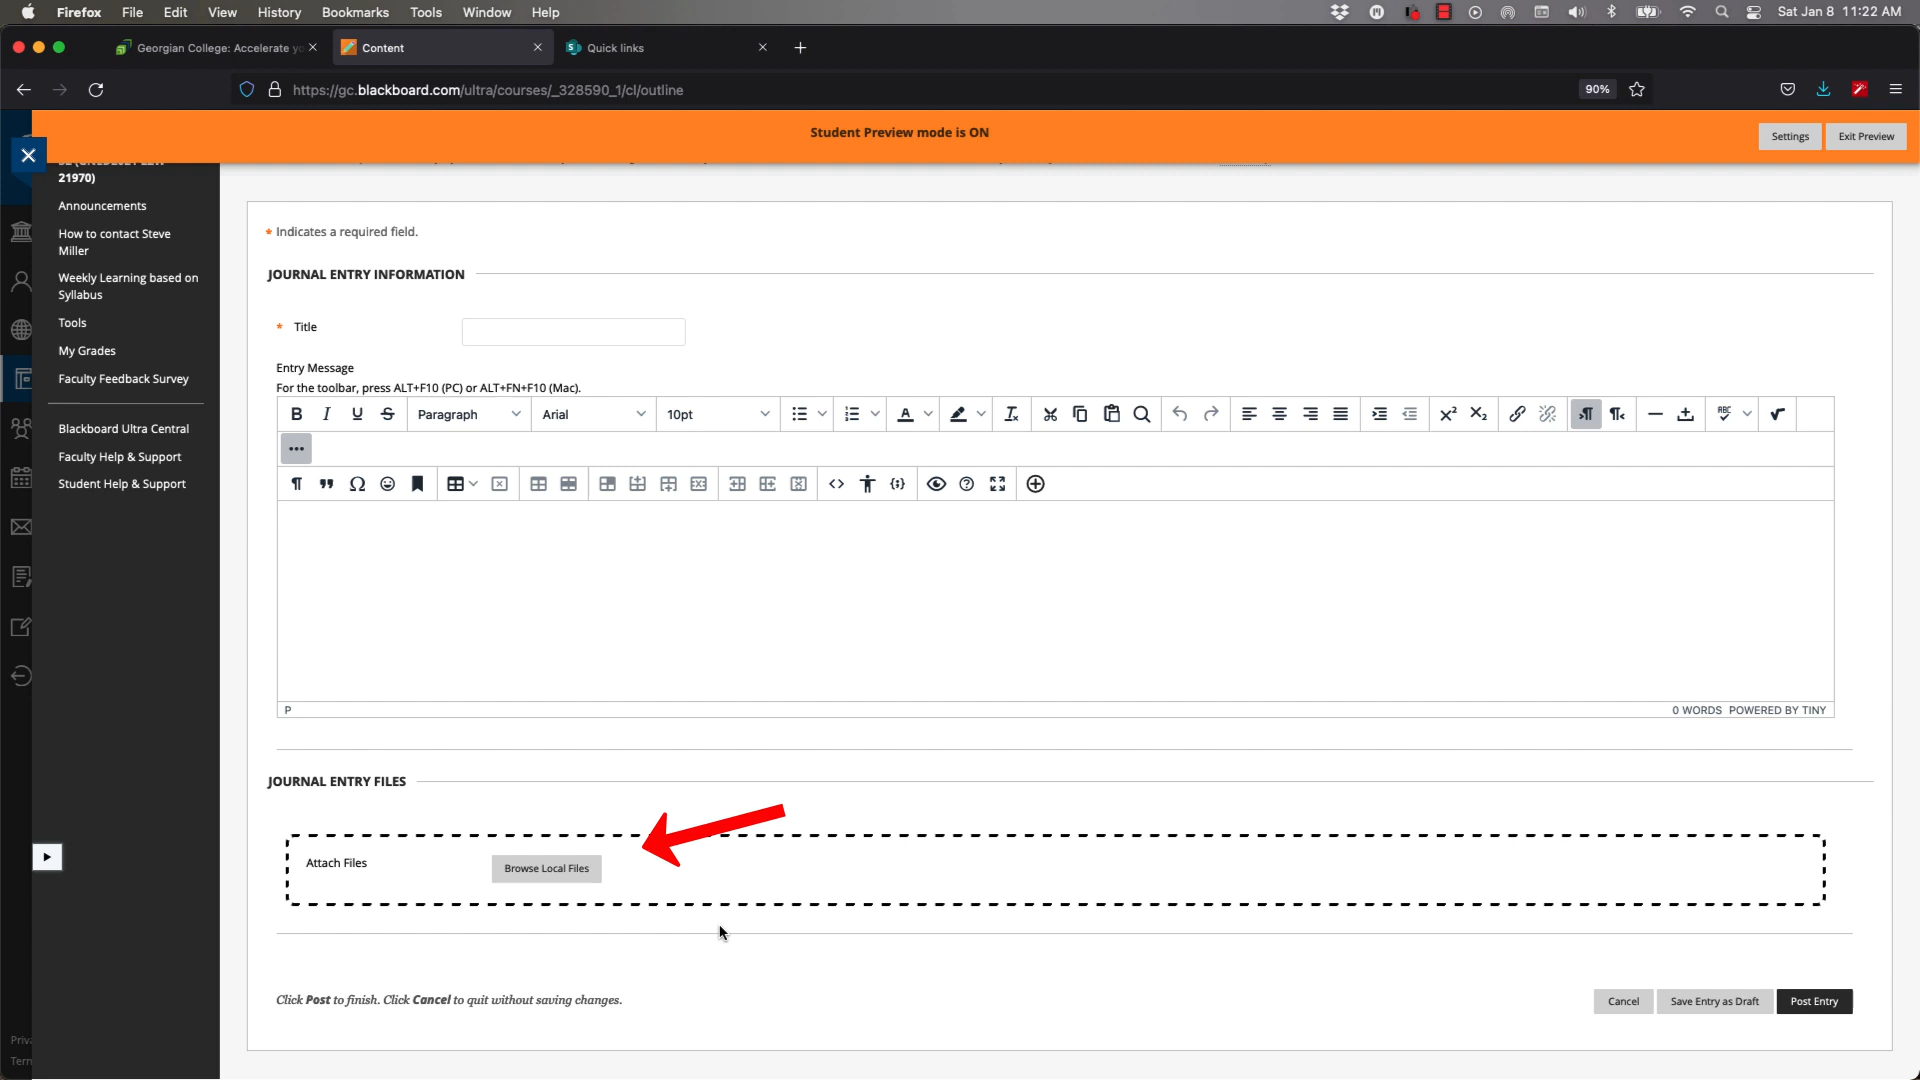 Firefox File Edit View History Bookmarks Tools Window Help
Sat Jan 8 11:22 AM
Georgian College: Accelerate yo
Content
Quick links
https://gc.blackboard.com/ultra/courses/_328590_1/cl/outline
90%
Student Preview mode is ON
Settings
Exit Preview
21970)
Announcements
How to contact Steve
Miller
Weekly Learning based on
Syllabus
Tools
My Grades
Faculty Feedback Survey
Blackboard Ultra Central
Faculty Help & Support
Student Help & Support
Priva
Term
* Indicates a required field.
JOURNAL ENTRY INFORMATION
* Title
Entry Message
For the toolbar, press ALT+F10 (PC) or ALT+FN+F10 (Mac).
Paragraph
Arial
10pt
P
0 WORDS POWERED BY TINY
JOURNAL ENTRY FILES
Attach Files
Browse Local Files
Click Post to finish. Click Cancel to quit without saving changes.
Cancel
Save Entry as Draft
Post Entry